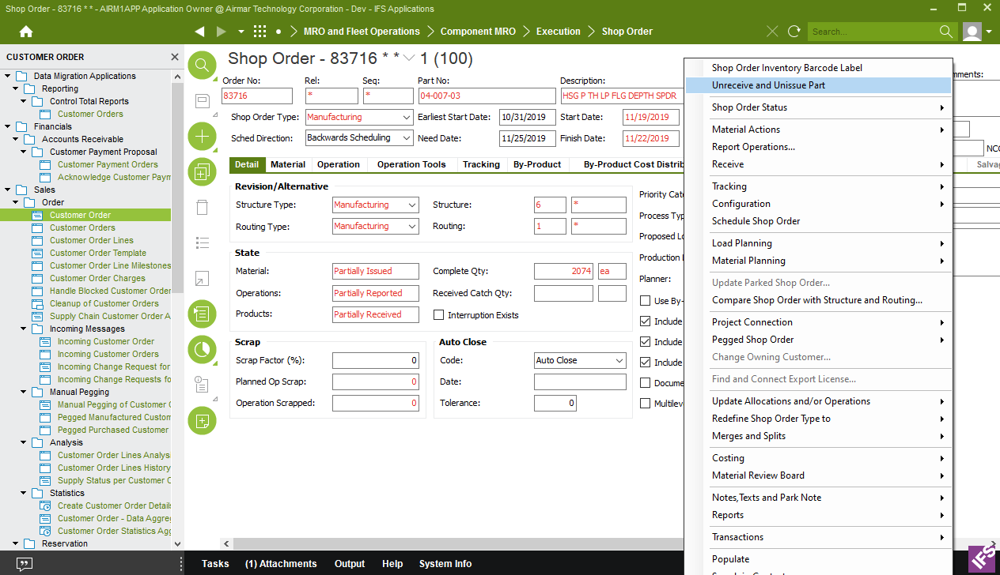 Shop Order - 83716 * * - AIRM1APP Application Owner @ Airmar Technology Corporation - Dev - IFS Applications
MRO and Fleet Operations
Component MRO
Execution
Shop Order
Search...
CUSTOMER ORDER
Data Migration Applications
Reporting
Control Total Reports
Customer Orders
Financials
Accounts Receivable
Customer Payment Proposal
Customer Payment Orders
Acknowledge Customer Paym
Sales
Order
Customer Order
Customer Orders
Customer Order Lines
Customer Order Template
Customer Order Line Milestones
Customer Order Charges
Handle Blocked Customer Order
Cleanup of Customer Orders
Supply Chain Customer Order A
Incoming Messages
Incoming Customer Order
Incoming Customer Orders
Incoming Change Request for
Incoming Change Requests fo
Manual Pegging
Manual Pegging of Customer O
Pegged Manufactured Custom
Pegged Purchased Customer
Analysis
Customer Order Lines Analys
Customer Order Lines History
Supply Status per Customer O
Statistics
Create Customer Order Details
Customer Order - Data Aggre
Customer Order Statistics Agg
Reservation
Shop Order - 83716 * * 1 (100)
Order No: Rel: Seq: Part No: Description:
83716 * * 04-007-03 HSG P TH LP FLG DEPTH SPDR
Shop Order Type: Manufacturing Earliest Start Date: 10/31/2019 Start Date: 11/19/2019
Sched Direction: Backwards Scheduling Need Date: 11/25/2019 Finish Date: 11/22/2019
Detail Material Operation Operation Tools Tracking By-Product By-Product Cost Distrib
Revision/Alternative
Structure Type: Manufacturing Structure: 6 *
Routing Type: Manufacturing Routing: 1 *
State
Material: Partially Issued Complete Qty: 2074 ea
Operations: Partially Reported Received Catch Qty:
Products: Partially Received Interruption Exists
Scrap
Scrap Factor (%): 0
Planned Op Scrap: 0
Operation Scrapped: 0
Auto Close
Code: Auto Close
Date:
Tolerance: 0
Priority Cate
Process Typ
Proposed Lo
Production L
Planner:
Use By-
Include
Include
Include
Docume
Multilev
Shop Order Inventory Barcode Label
Unreceive and Unissue Part
Shop Order Status
Material Actions
Report Operations...
Receive
Tracking
Configuration
Schedule Shop Order
Load Planning
Material Planning
Update Parked Shop Order...
Compare Shop Order with Structure and Routing...
Project Connection
Pegged Shop Order
Change Owning Customer...
Find and Connect Export License...
Update Allocations and/or Operations
Redefine Shop Order Type to
Merges and Splits
Costing
Material Review Board
Notes,Texts and Park Note
Reports
Transactions
Populate
mments:
NCO
Salvag
Tasks (1) Attachments Output Help System Info
IFS